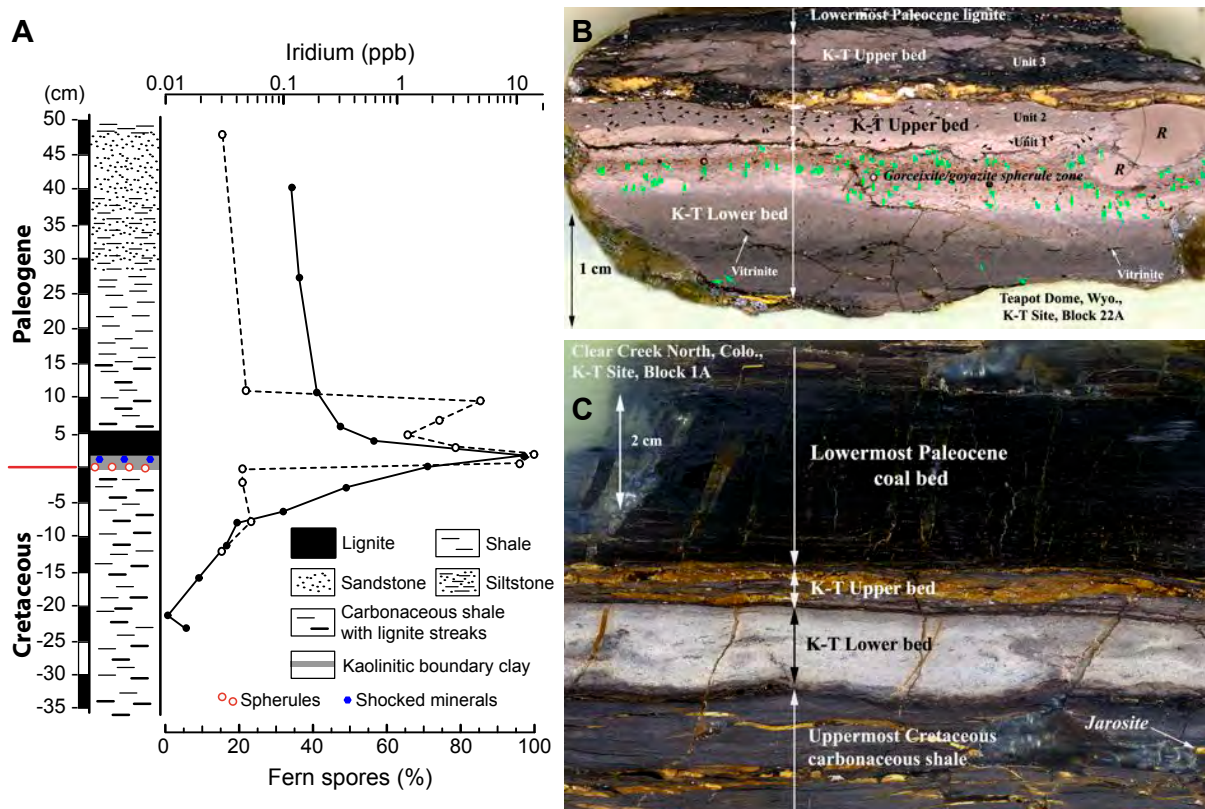 A
Iridium (ppb)
0.01 0.1 1 10
(cm)
50
45
40
35
30
25
20
15
10
5
0
-5
-10
-15
-20
-25
-30
-35
Paleogene
Cretaceous
Lignite
Shale
Sandstone
Siltstone
Carbonaceous shale
with lignite streaks
Kaolinitic boundary clay
Spherules
Shocked minerals
0 20 40 60 80 100
Fern spores (%)
B
Lowermost Paleocene lignite
K-T Upper bed
Unit 3
K-T Upper bed
Unit 2
Unit 1
R
R
Gorceixite/goyazite spherule zone
K-T Lower bed
1 cm
Vitrinite
Vitrinite
Teapot Dome, Wyo.,
K-T Site, Block 22A
Clear Creek North, Colo.,
K-T Site, Block 1A
C
2 cm
Lowermost Paleocene
coal bed
K-T Upper bed
K-T Lower bed
Uppermost Cretaceous
carbonaceous shale
Jarosite